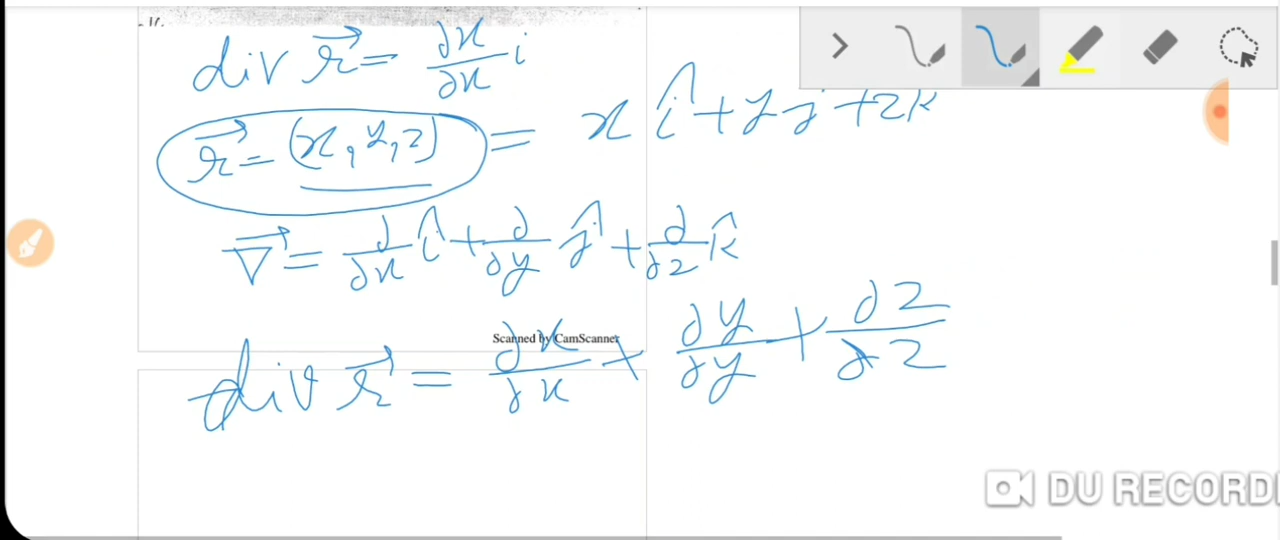 div r⃗ = ∂x/∂x i
r⃗ = (x, y, z) = x î + y j + z k
∇⃗ = ∂/∂x î + ∂/∂y ĵ + ∂/∂z k̂
Scanned by CamScanner
div r⃗ = ∂x/∂x + ∂y/∂y + ∂z/∂z
DU RECORD